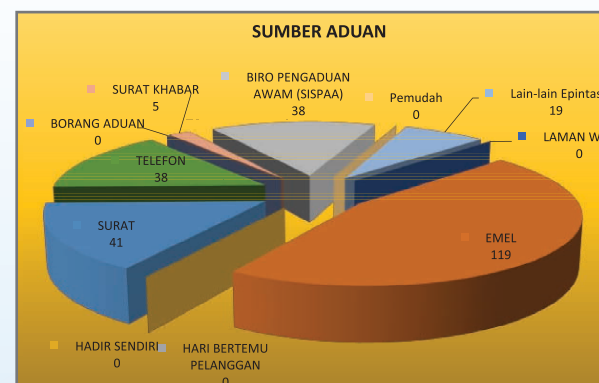 SUMBER ADUAN
BIRO PENGADUAN
AWAM (SISPAA)
38
SURAT KHABAR
5
Pemudah
0
Lain-lain Epintas
19
BORANG ADUAN
0
LAMAN W
0
TELEFON
38
SURAT
41
EMEL
119
HADIR SENDIRI
0
HARI BERTEMU
PELANGGAN
0